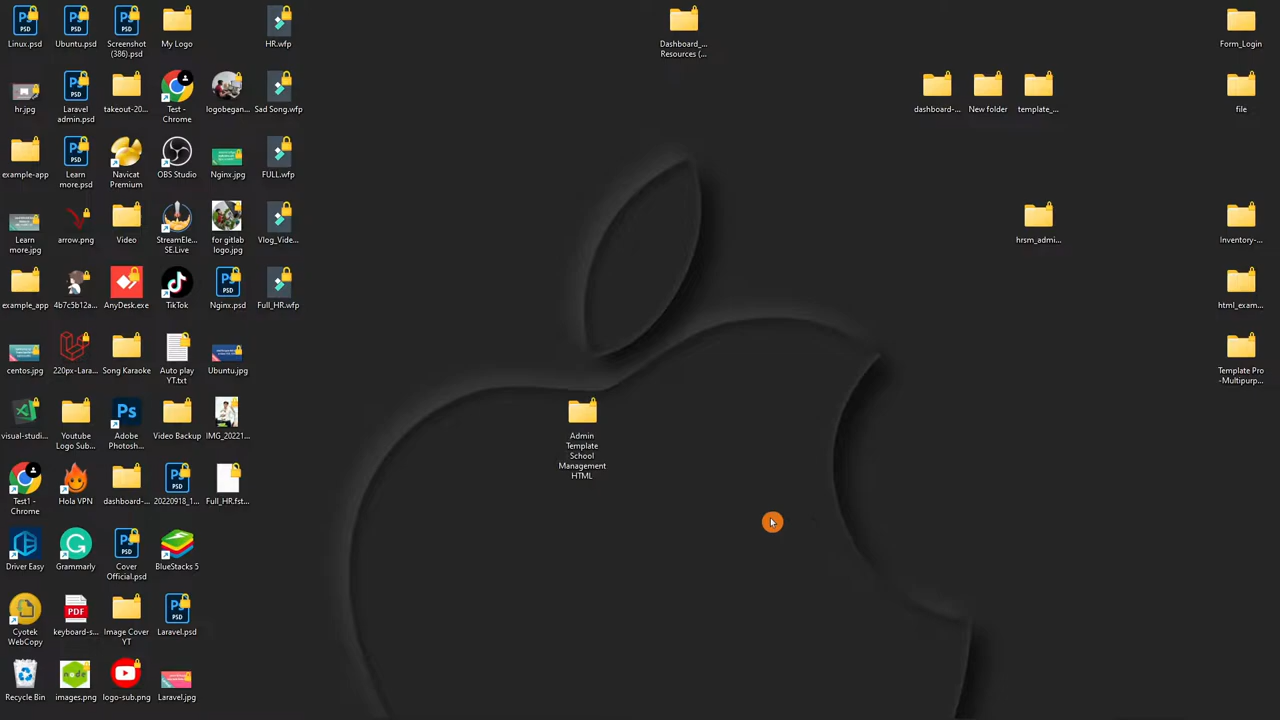 Linux.psd
Ubuntu.psd
Screenshot
(386).psd
My Logo
HR.wfp
Dashboard_...
Resources (...
Form_Login
hr.jpg
Laravel
admin.psd
takeout-20...
Test -
Chrome
logobegan...
Sad Song.wfp
dashboard-...
New folder
template_...
file
example-app
Learn
more.psd
Navicat
Premium
OBS Studio
Nginx.jpg
FULL.wfp
Learn
more.jpg
arrow.png
Video
StreamEle...
SE.Live
for gitlab
logo.jpg
Vlog_Vide...
hrsm_admi...
Inventory-...
example_app
4b7c5b12a...
AnyDesk.exe
TikTok
Nginx.psd
Full_HR.wfp
html_exam...
centos.jpg
220px-Lara...
Song Karaoke
Auto play
YT.txt
Ubuntu.jpg
Template Pro
-Multipurp...
visual-studi...
Youtube
Logo Sub...
Adobe
Photosh...
Video Backup
IMG_20221...
Admin
Template
School
Management
HTML
Test1 -
Chrome
Hola VPN
dashboard-...
20220918_1...
Full_HR.fst...
Driver Easy
Grammarly
Cover
Official.psd
BlueStacks 5
Cyotek
WebCopy
keyboard-s...
Image Cover
YT
Laravel.psd
Recycle Bin
images.png
logo-sub.png
Laravel.jpg